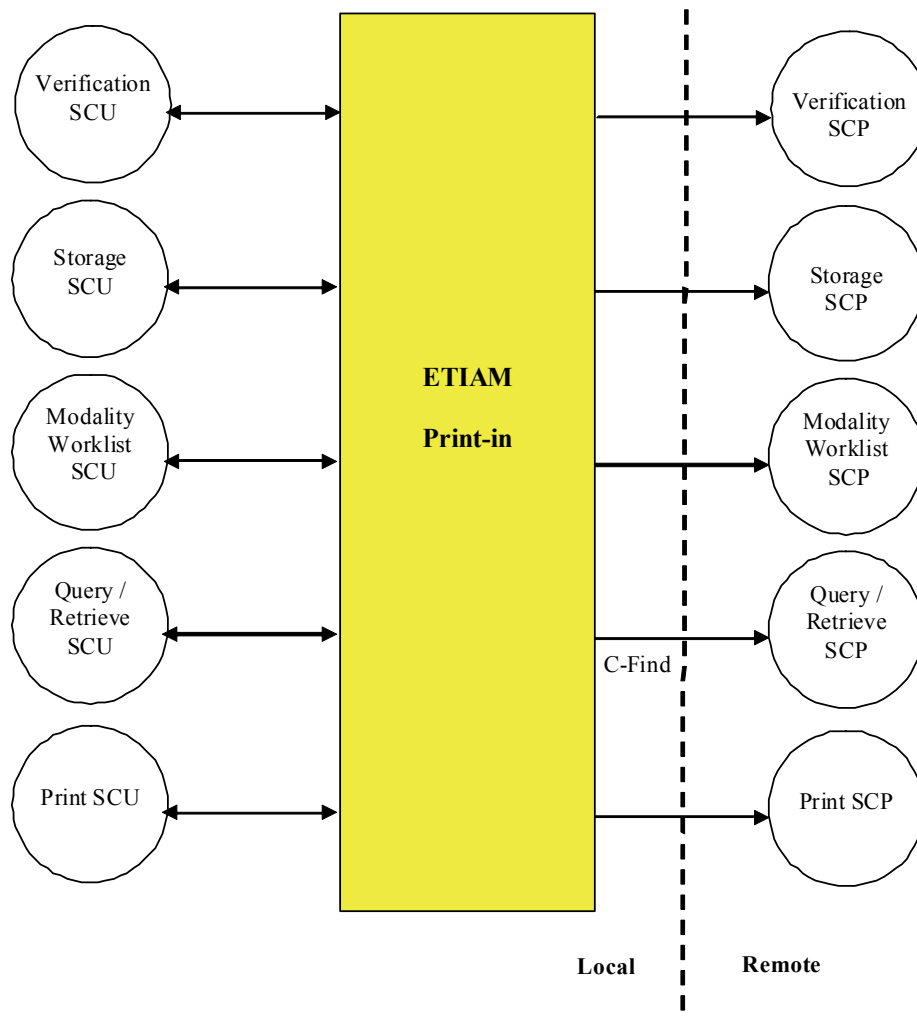 Verification
SCU
Verification
SCP
Storage
SCU
Storage
SCP
ETIAM
Print-in
Modality
Worklist
SCU
Modality
Worklist
SCP
Query /
Retrieve
SCU
C-Find
Query /
Retrieve
SCP
Print SCU
Print SCP
Local
Remote